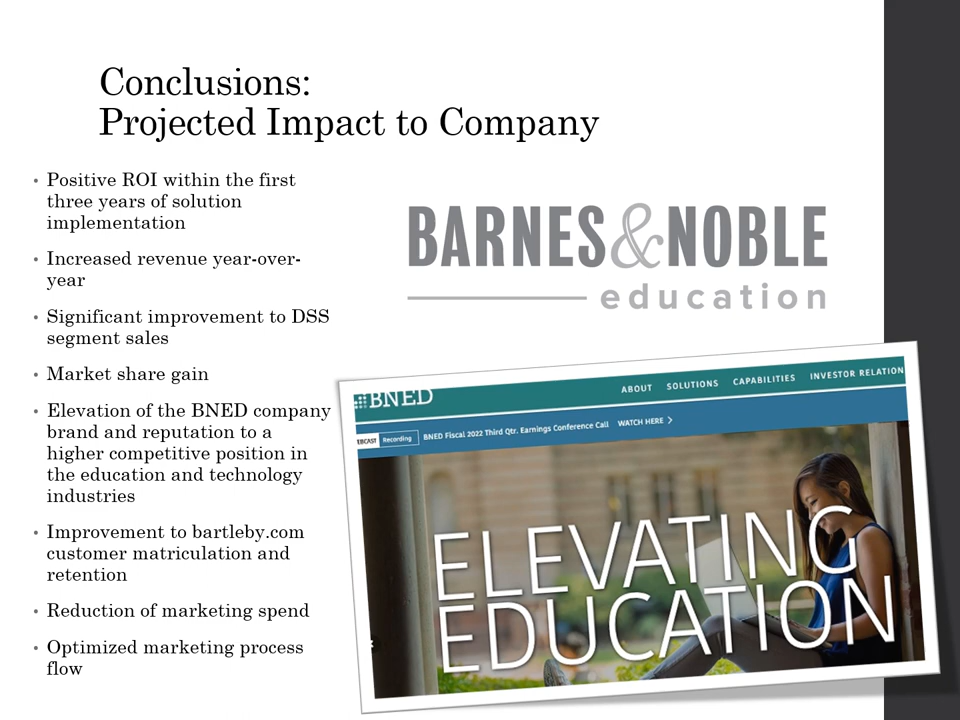 Conclusions:
Projected Impact to Company
• Positive ROI within the first
three years of solution
implementation
• Increased revenue year-over-
year
• Significant improvement to DSS
segment sales
• Market share gain
• Elevation of the BNED company
brand and reputation to a
higher competitive position in
the education and technology
industries
• Improvement to bartleby.com
customer matriculation and
retention
• Reduction of marketing spend
• Optimized marketing process
flow
BARNES&NOBLE
education
BNED
ABOUT SOLUTIONS CAPABILITIES INVESTOR RELATION
EBCAST Recording BNED Fiscal 2022 Third Qtr. Earnings Conference Call WATCH HERE >
ELEVATING
EDUCATION